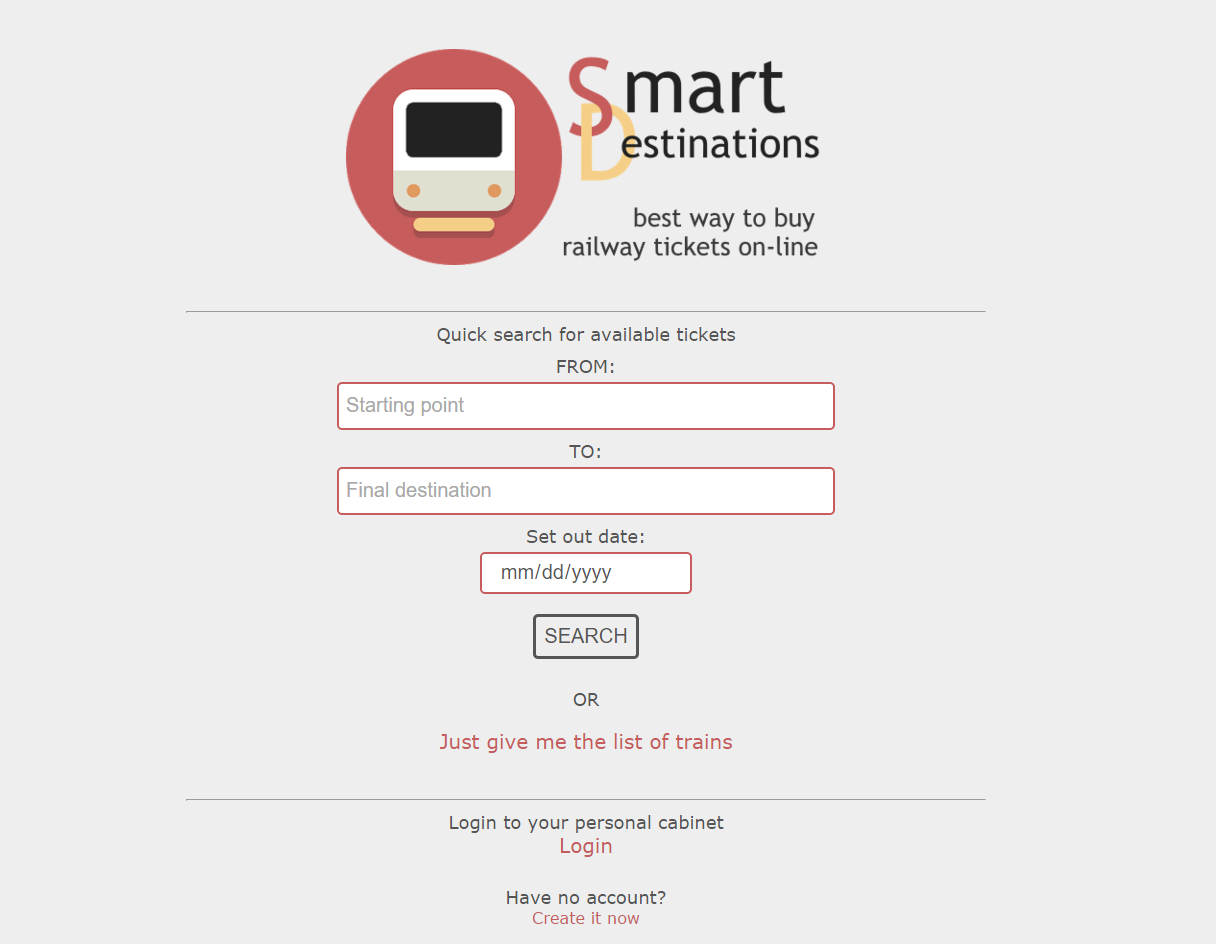 Smart
Destinations
best way to buy
railway tickets on-line
Quick search for available tickets
FROM:
Starting point
TO:
Final destination
Set out date:
mm/dd/yyyy
SEARCH
OR
Just give me the list of trains
Login to your personal cabinet
Login
Have no account?
Create it now